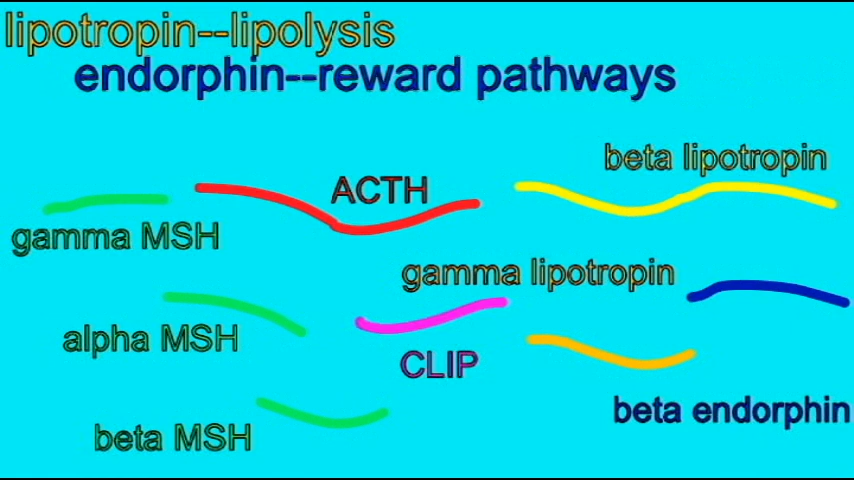 lipotropin--lipolysis
endorphin--reward pathways
beta lipotropin
ACTH
gamma MSH
gamma lipotropin
alpha MSH
CLIP
beta endorphin
beta MSH